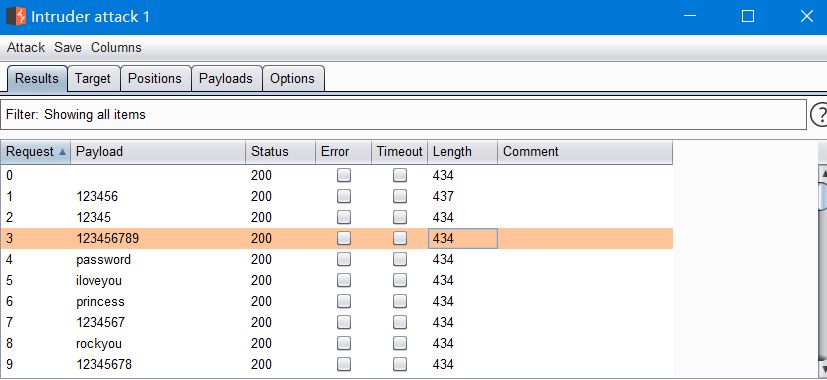 Intruder attack 1
Attack Save Columns
Results Target Positions Payloads Options
Filter: Showing all items ?
Request Payload Status Error Timeout Length Comment
0 200 434
1 123456 200 437
2 12345 200 434
3 123456789 200 434
4 password 200 434
5 iloveyou 200 434
6 princess 200 434
7 1234567 200 434
8 rockyou 200 434
9 12345678 200 434